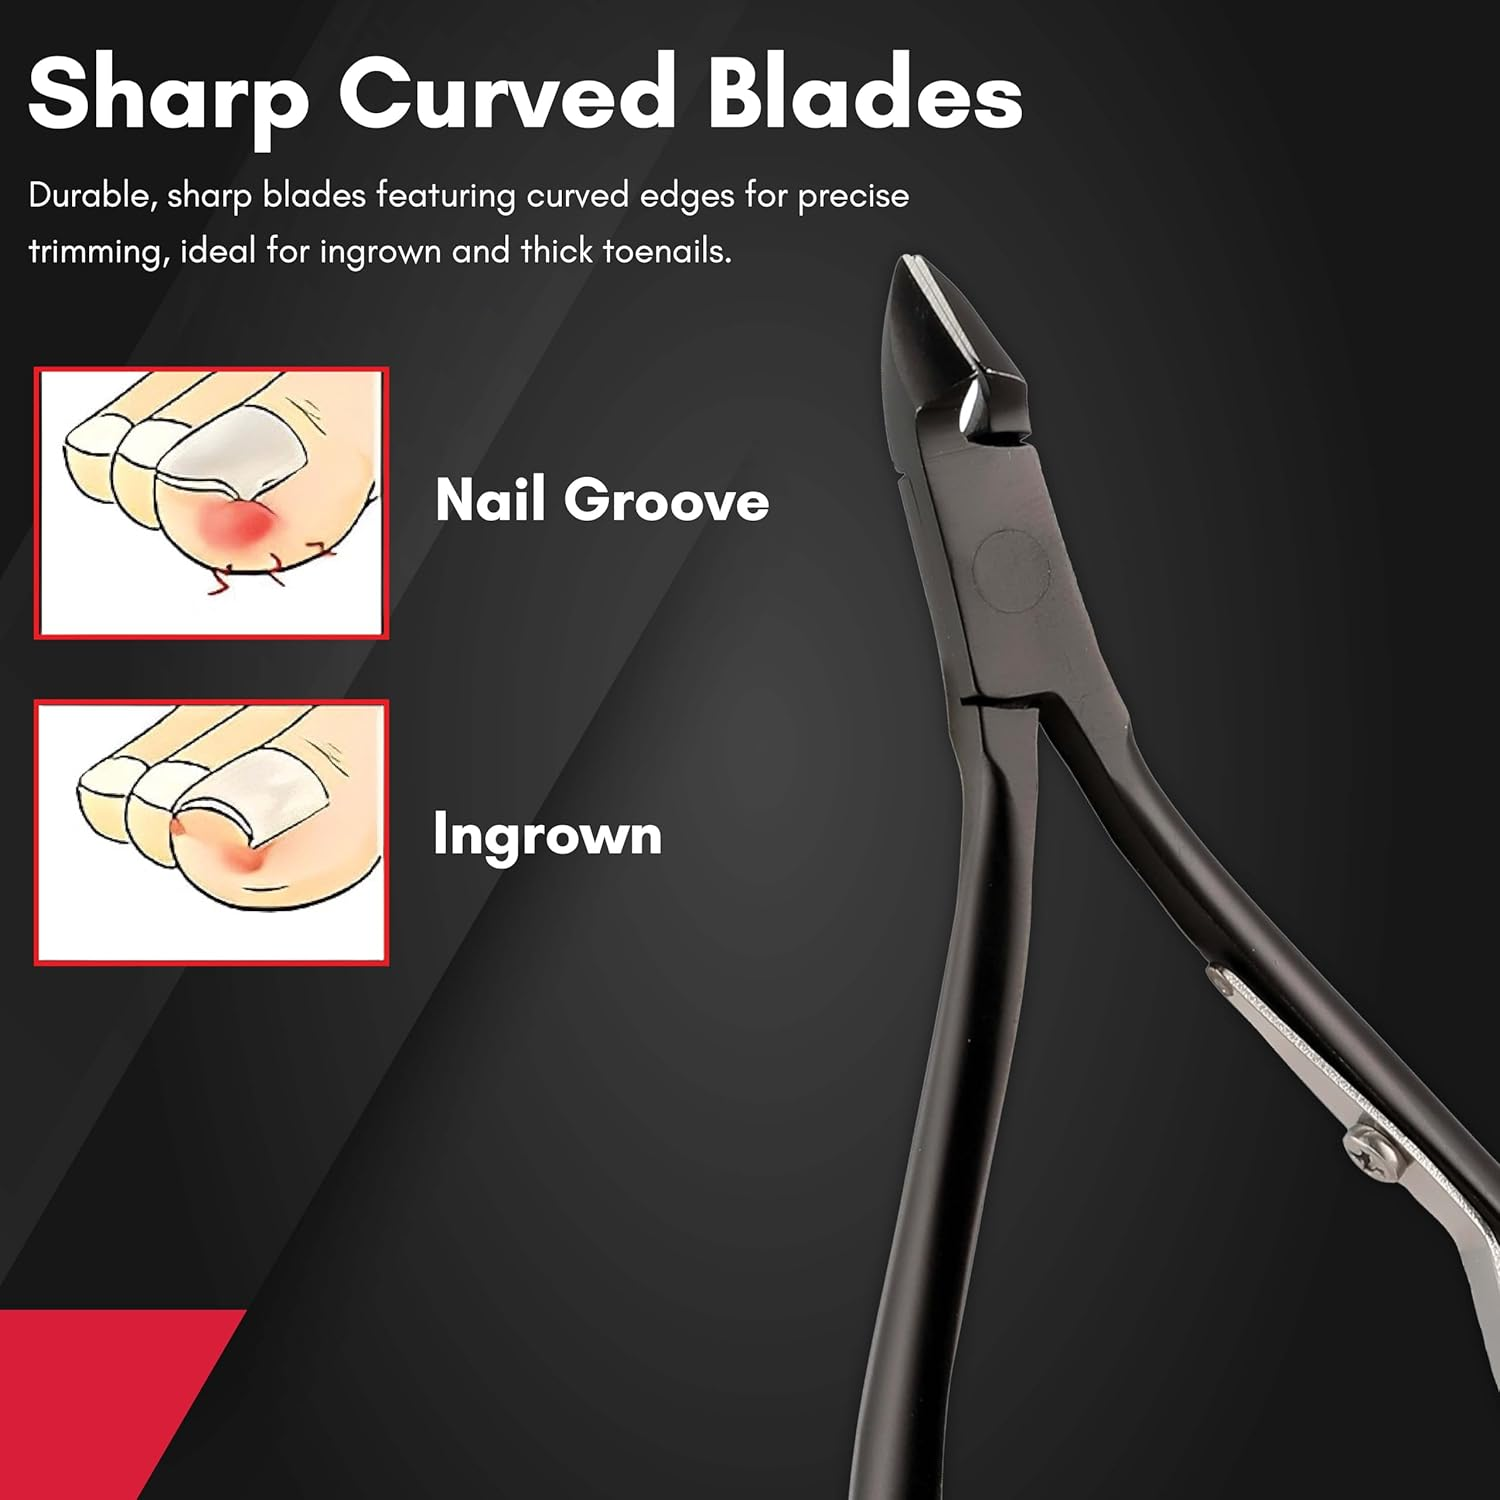 Sharp Curved Blades
Durable, sharp blades featuring curved edges for precise
trimming, ideal for ingrown and thick toenails.
Nail Groove
Ingrown